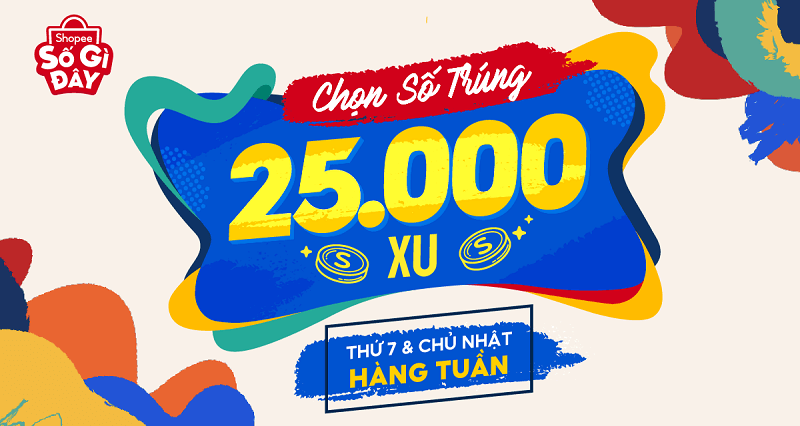 Shopee
Số Gì
ĐÂY
Chọn Số Trúng
25.000
XU
S
S
THỨ 7 & CHỦ NHẬT
HÀNG TUẦN